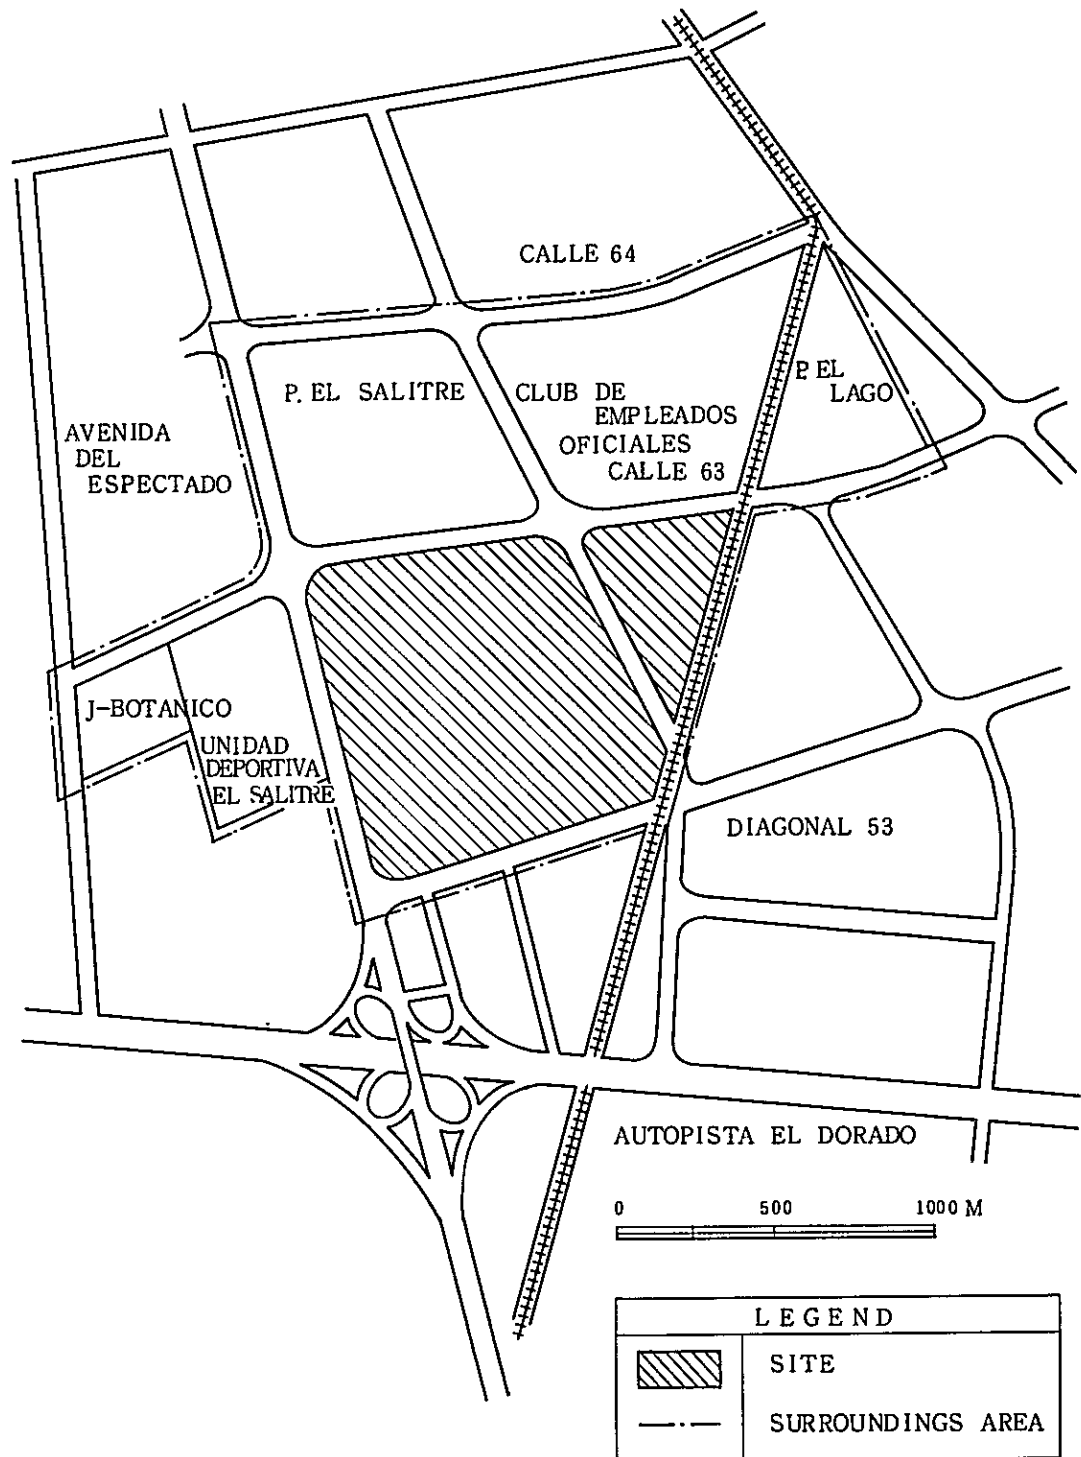 CALLE 64
P. EL SALITRE
CLUB DE
EMPLEADOS
OFICIALES
CALLE 63
P. EL
LAGO
AVENIDA
DEL
ESPECTADO
J-BOTANICO
UNIDAD
DEPORTIVA
EL SALITRE
DIAGONAL 53
AUTOPISTA EL DORADO
0 500 1000 M
LEGEND
SITE
SURROUNDINGS AREA